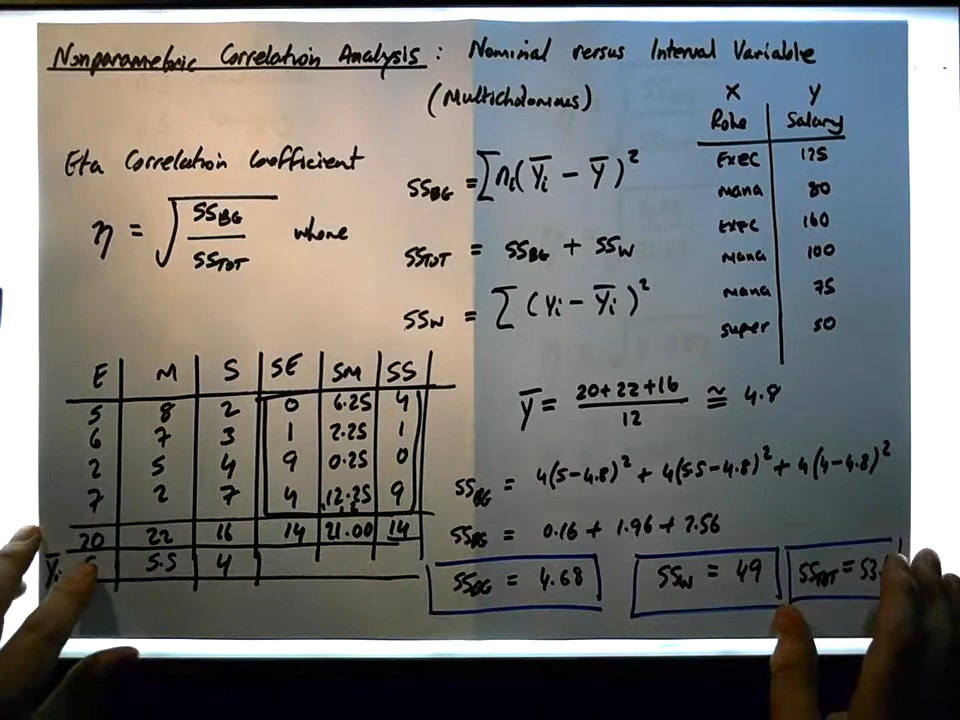 Nonparametric Correlation Analysis : Nominal versus Interval Variable
(Multichotomous)
X Y
Role Salary
Exec 125
Mana 80
Exec 160
Mana 100
Mana 75
Super 50
Eta Correlation Coefficient
η = √(SSBG / SSTOT) where
SSBG = Σ ni(Ȳi − Ȳ)²
SSTOT = SSBG + SSW
SSW = Σ (Yi − Ȳi)²
E M S SE SM SS
5 8 2 0 6.25 4
6 7 3 1 2.25 1
2 5 4 9 0.25 0
7 2 7 4 12.25 9
20 22 16 14 21.00 14
Ȳi 5 5.5 4
Ȳ = (20+22+16) / 12 ≅ 4.8
SSBG = 4(5−4.8)² + 4(5.5−4.8)² + 4(4−4.8)²
SSBG = 0.16 + 1.96 + 2.56
SSBG = 4.68
SSW = 49
SSTOT = 53.